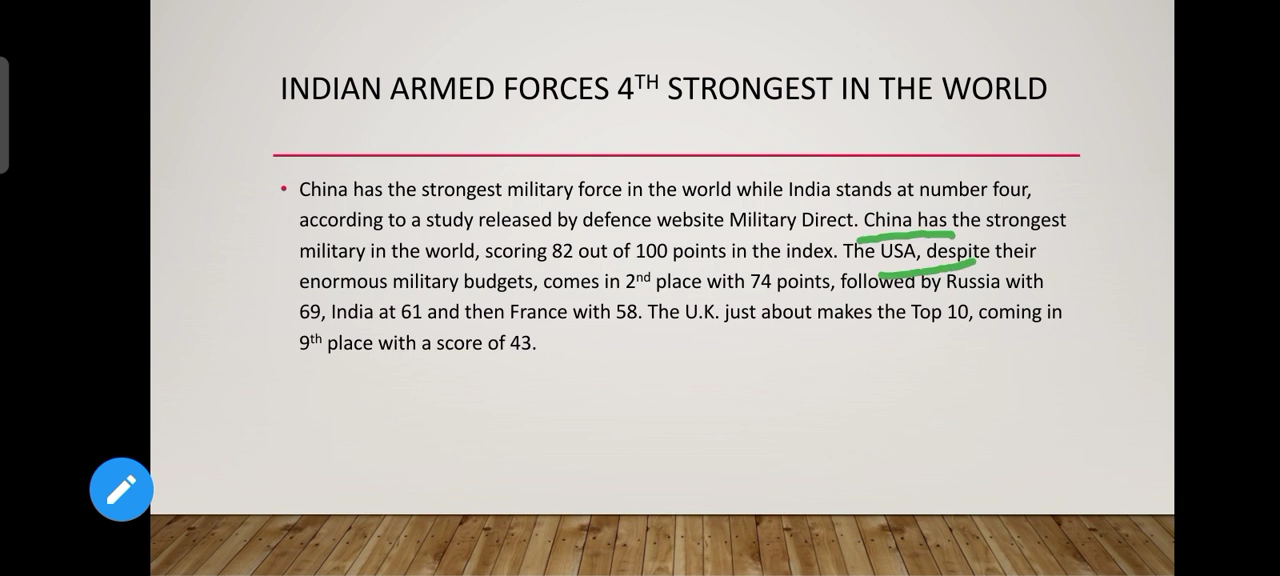 INDIAN ARMED FORCES 4TH STRONGEST IN THE WORLD
• China has the strongest military force in the world while India stands at number four,
according to a study released by defence website Military Direct. China has the strongest
military in the world, scoring 82 out of 100 points in the index. The USA, despite their
enormous military budgets, comes in 2nd place with 74 points, followed by Russia with
69, India at 61 and then France with 58. The U.K. just about makes the Top 10, coming in
9th place with a score of 43.